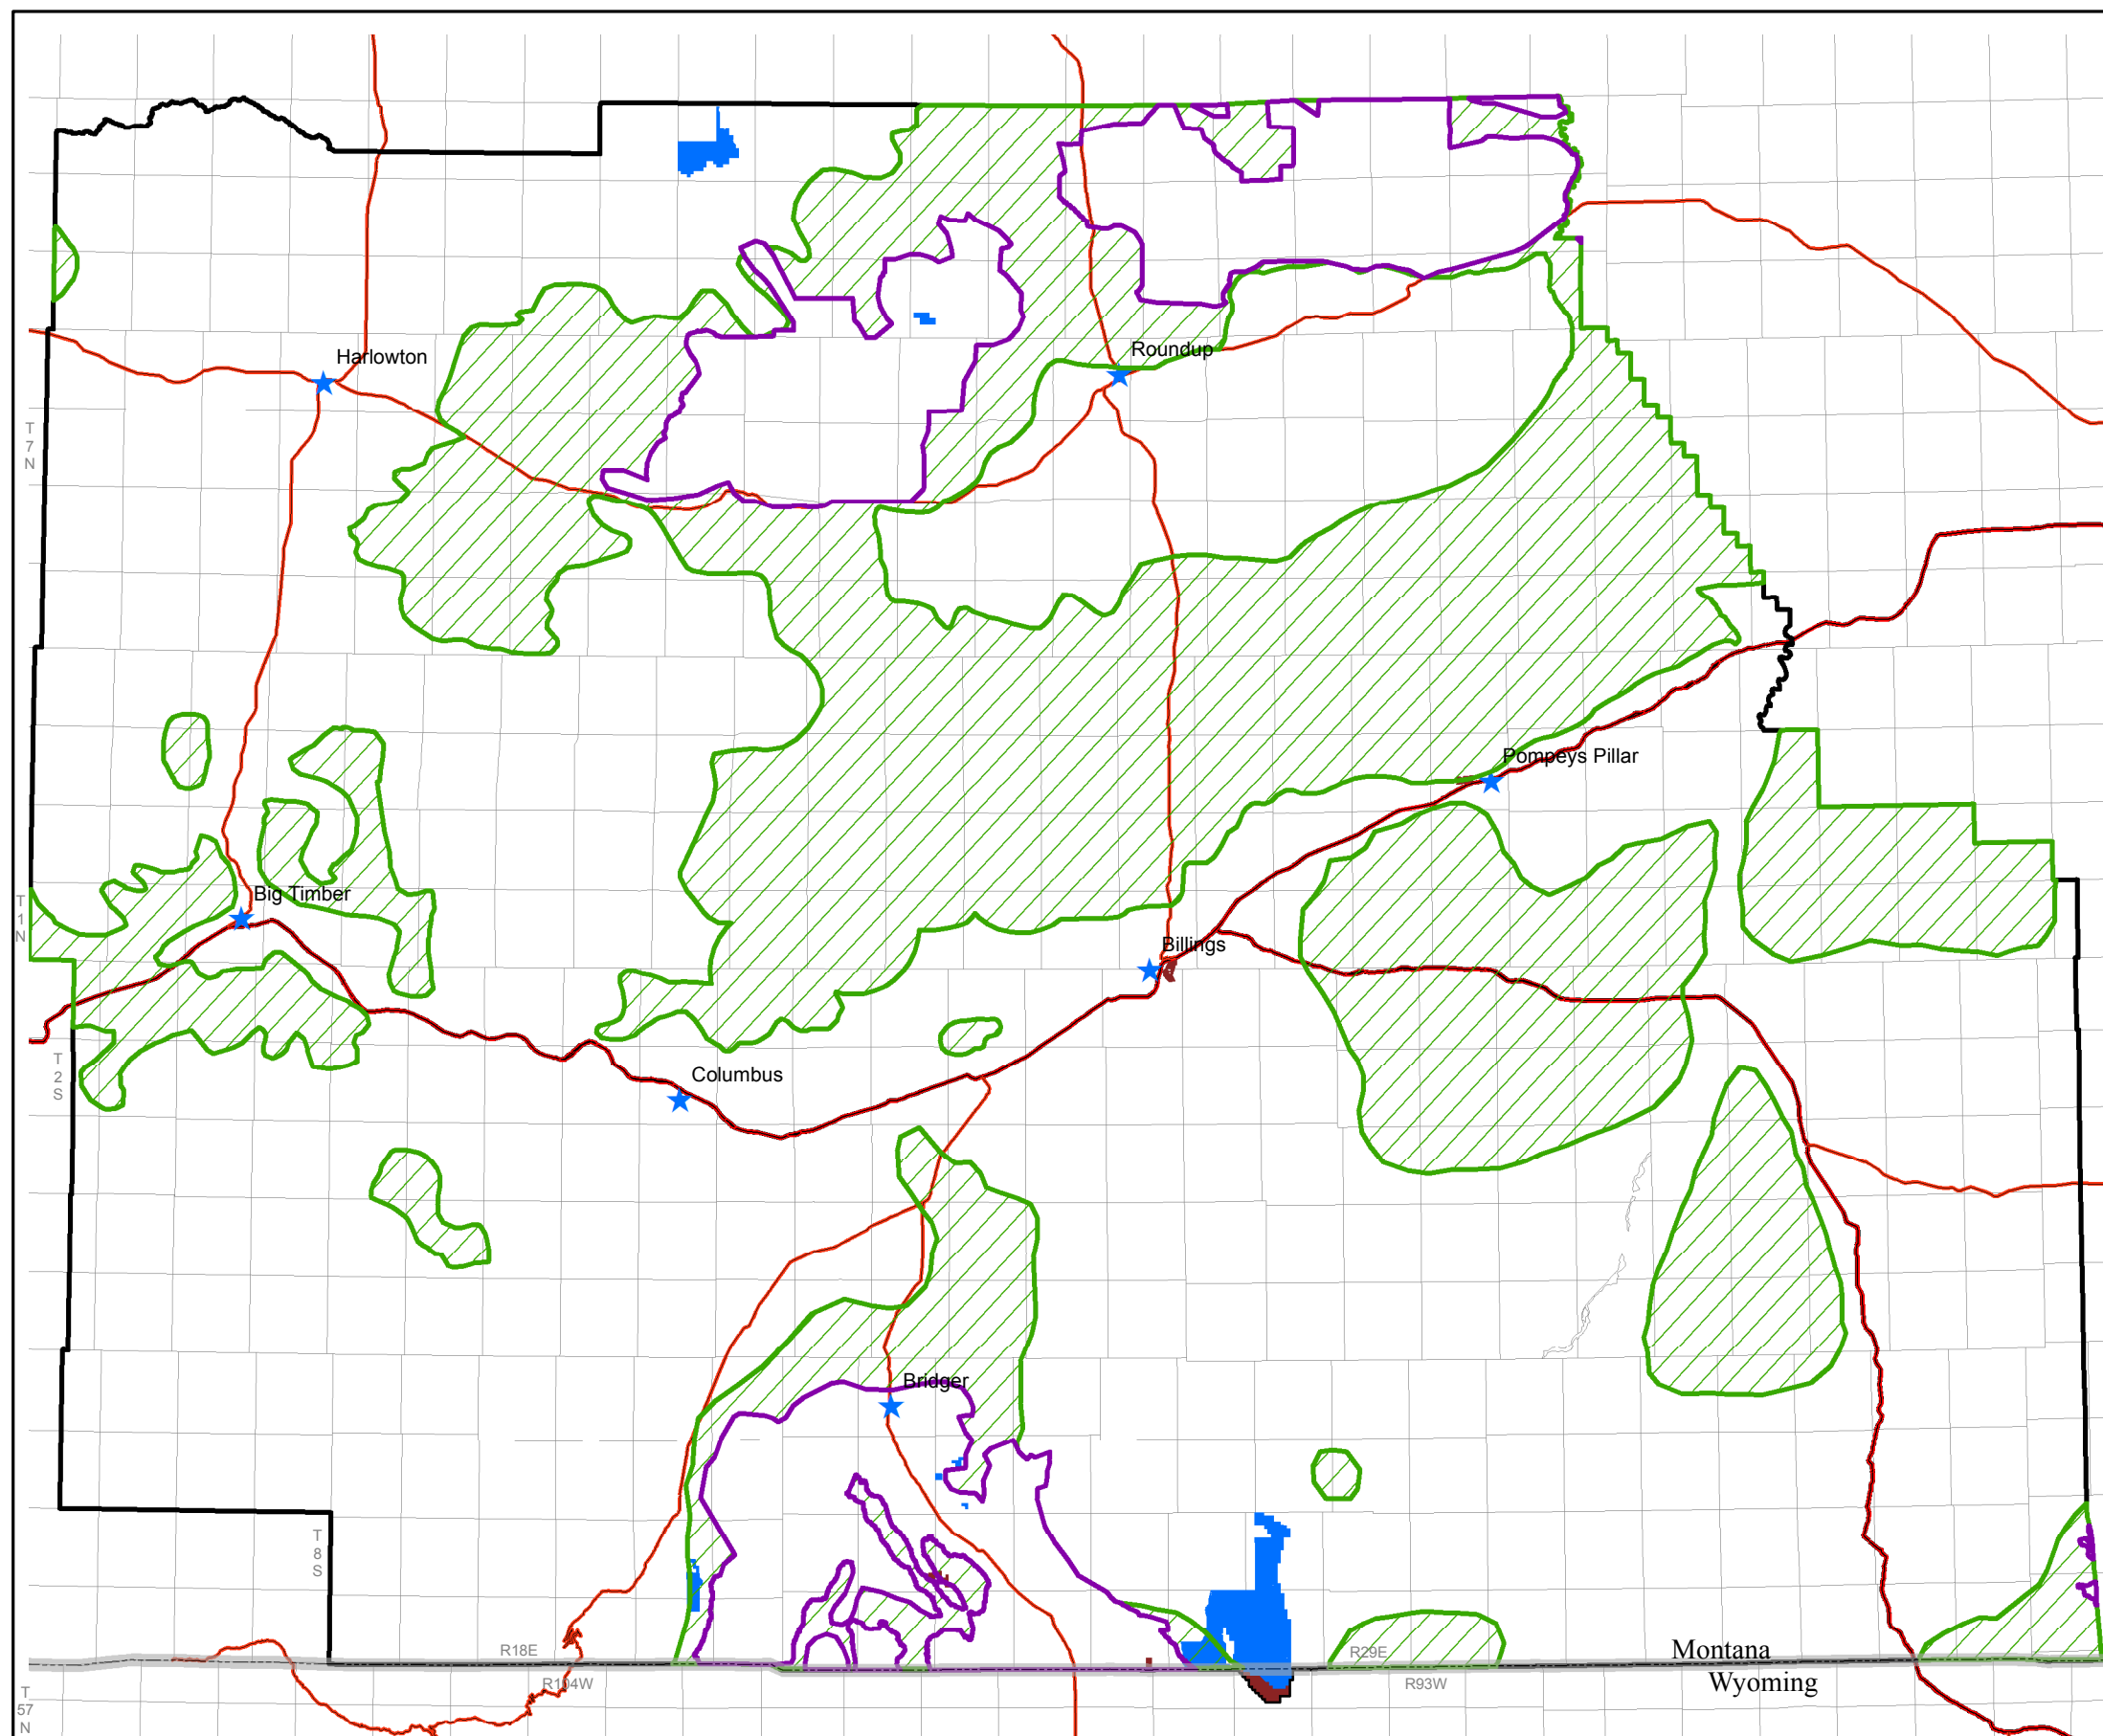 Harlowton
Roundup
T
7
N
Pompeys Pillar
Big Timber
T
1
N
Billings
T
2
S
Columbus
Bridger
T
8
S
R18E
R29E
Montana
R104W
R93W
Wyoming
T
57
N